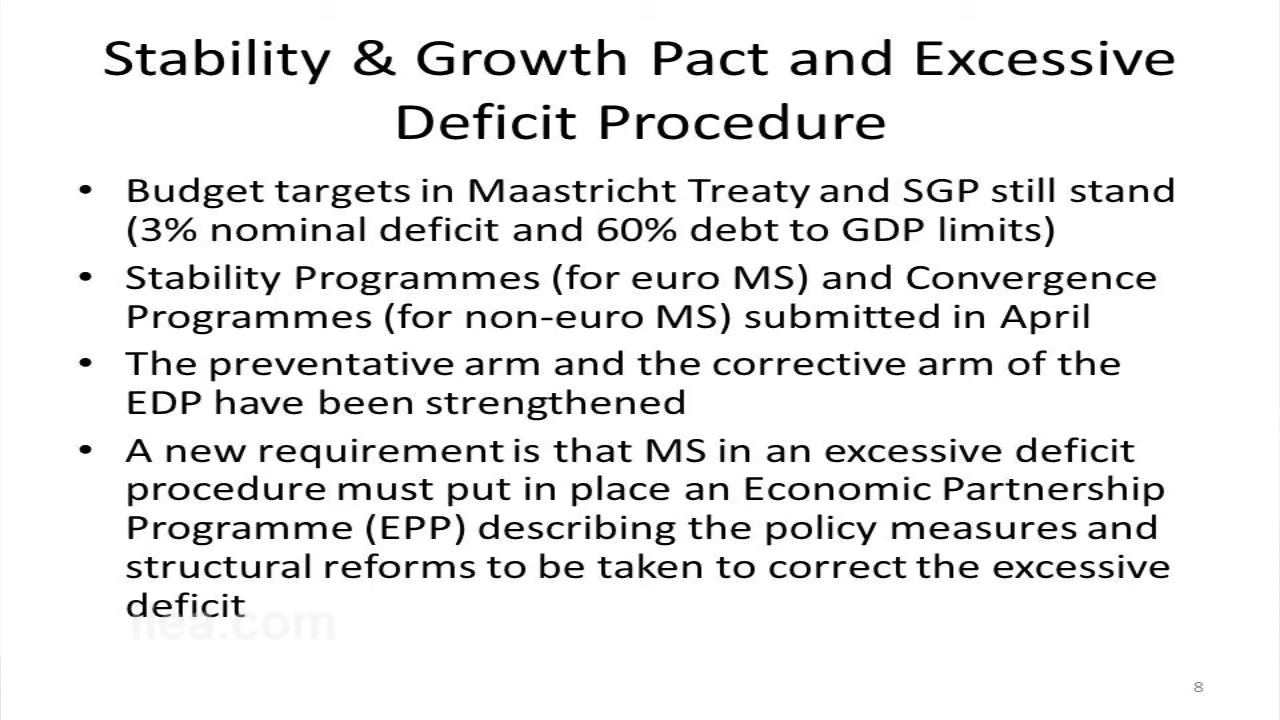 Stability & Growth Pact and Excessive
Deficit Procedure
• Budget targets in Maastricht Treaty and SGP still stand
(3% nominal deficit and 60% debt to GDP limits)
• Stability Programmes (for euro MS) and Convergence
Programmes (for non-euro MS) submitted in April
• The preventative arm and the corrective arm of the
EDP have been strengthened
• A new requirement is that MS in an excessive deficit
procedure must put in place an Economic Partnership
Programme (EPP) describing the policy measures and
structural reforms to be taken to correct the excessive
deficit
iiea.com
8